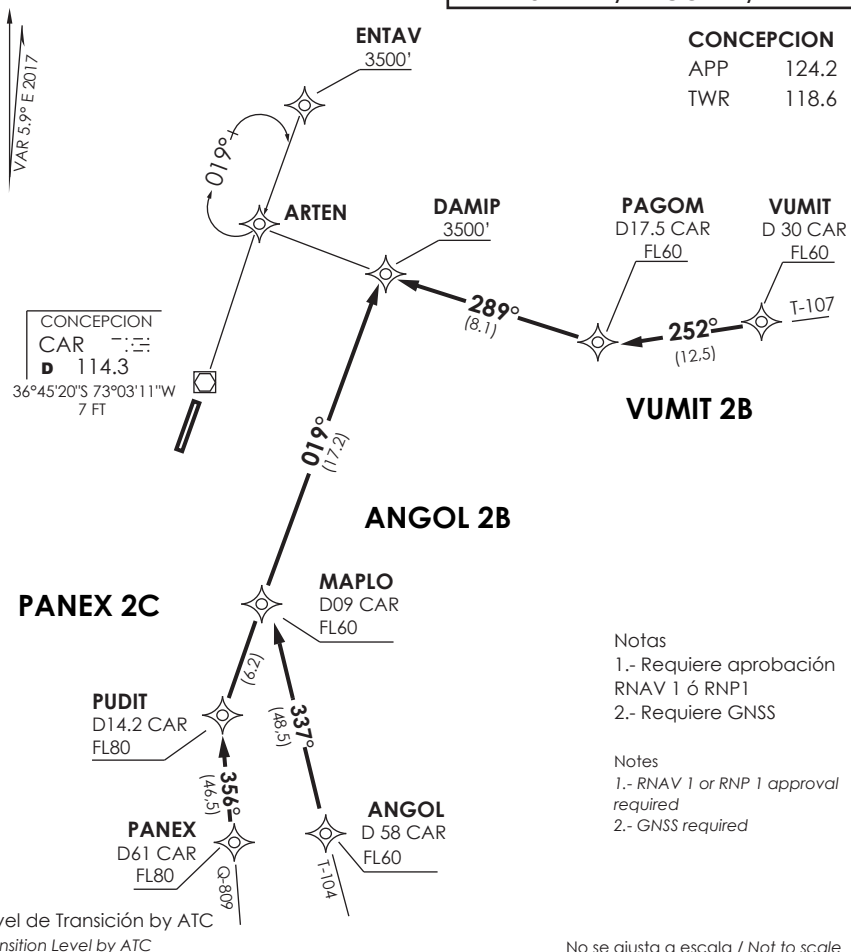 VAR 5.9° E 2017
ENTAV
3500'
CONCEPCION
APP 124.2
TWR 118.6
019°
ARTEN
DAMIP
3500'
PAGOM
D17.5 CAR
FL60
VUMIT
D 30 CAR
FL60
T-107
289°
(8.1)
252°
(12,5)
CONCEPCION
CAR
D 114.3
36°45'20"S 73°03'11"W
7 FT
VUMIT 2B
019°
(17.2)
ANGOL 2B
PANEX 2C
MAPLO
D09 CAR
FL60
(6.2)
PUDIT
D14.2 CAR
FL80
337°
(48,5)
356°
(46,5)
PANEX
D61 CAR
FL80
Q-809
ANGOL
D 58 CAR
FL60
T-104
Notas
1.- Requiere aprobación
RNAV 1 ó RNP1
2.- Requiere GNSS
Notes
1.- RNAV 1 or RNP 1 approval
required
2.- GNSS required
vel de Transición by ATC
nsition Level by ATC
No se ajusta a escala / Not to scale